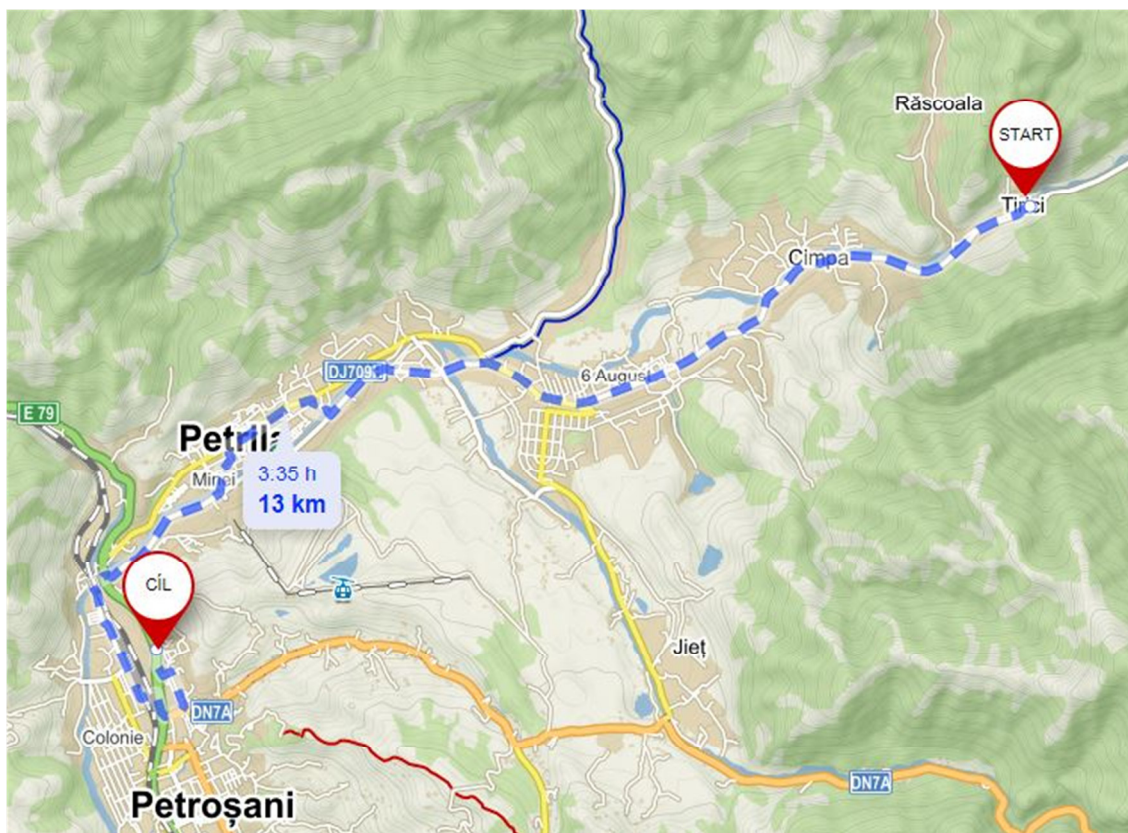 Răscoala
START
Tirici
Cimpa
DJ709K
6 August
E 79
Petrila
Minei
3:35 h
13 km
CÍL
Jieț
DN7A
Colonie
DN7A
Petroșani